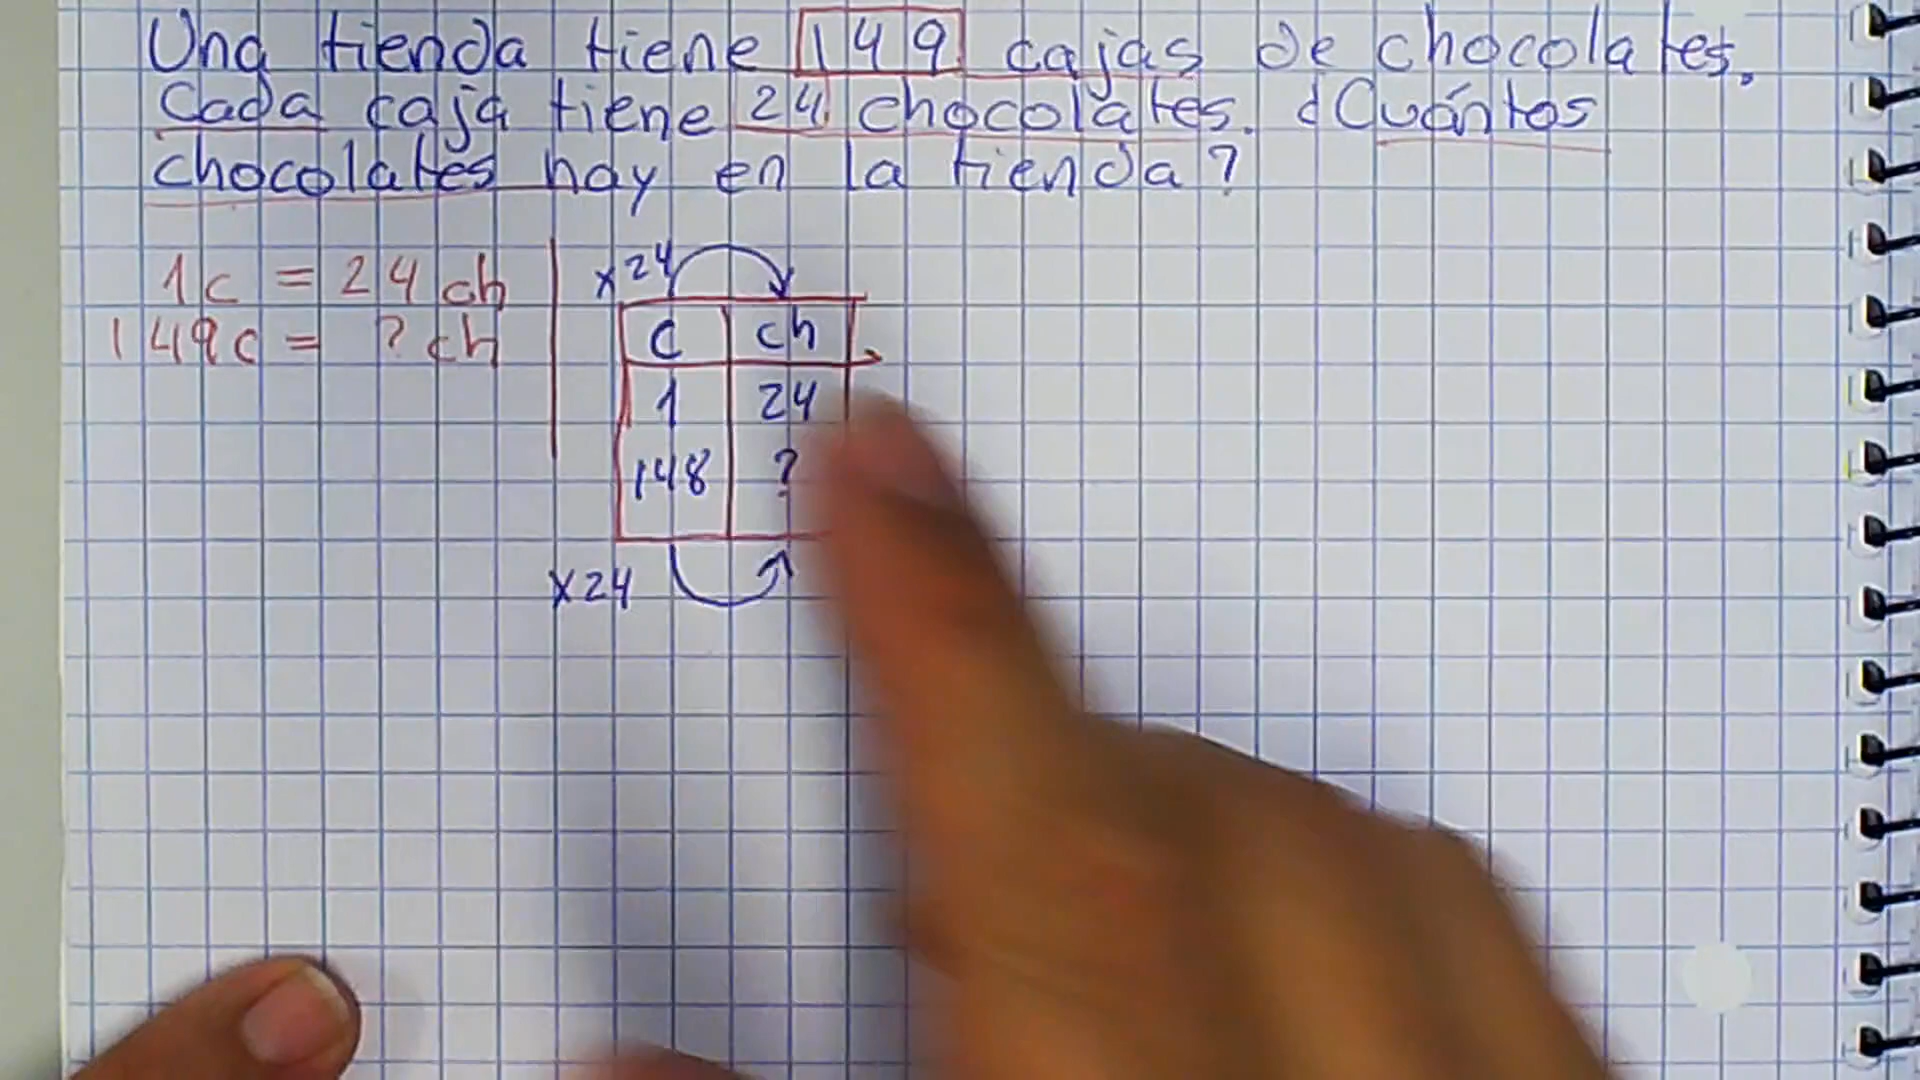 Una tienda tiene 149 cajas de chocolates.
Cada caja tiene 24 chocolates. ¿Cuántos
chocolates hay en la tienda?
1c = 24 ch
149c = ? ch
x24
c ch
1 24
148 ?
x24